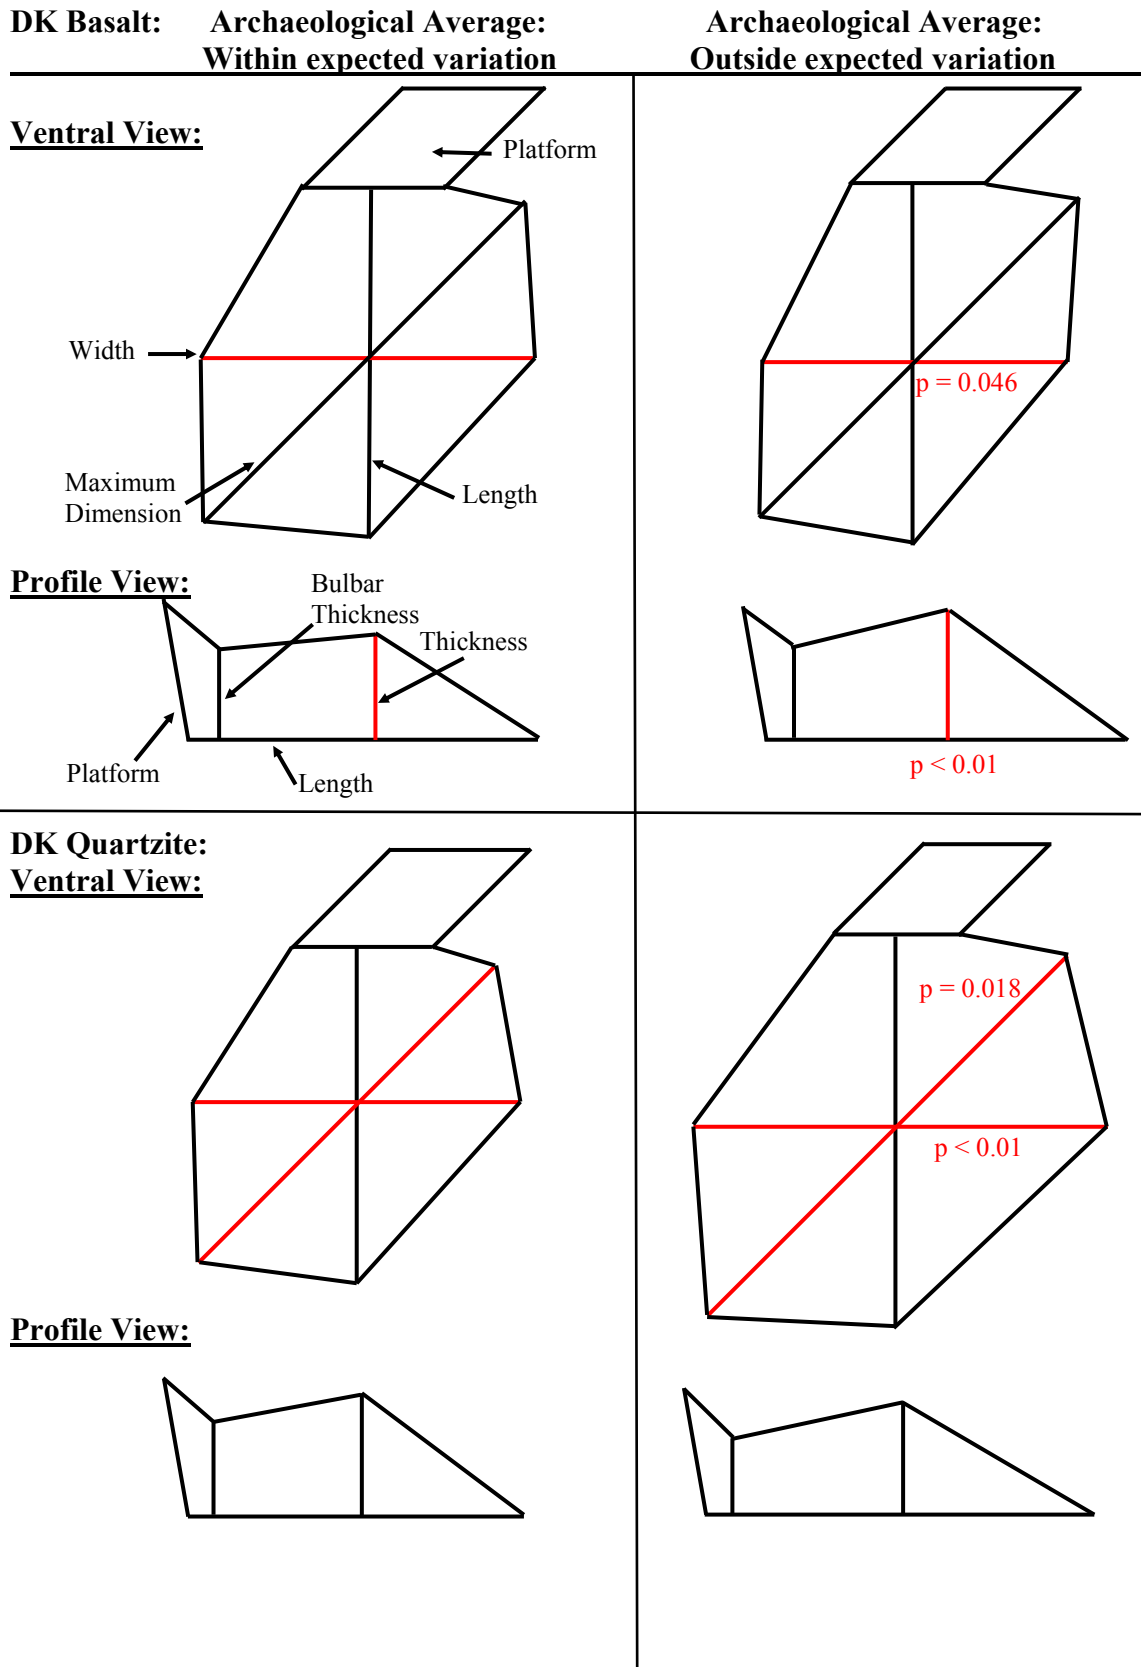 DK Basalt: Archaeological Average: Archaeological Average:
Within expected variation Outside expected variation
Ventral View:
Platform
Width
p = 0.046
Maximum
Dimension
Length
Profile View:
Bulbar
Thickness
Thickness
Platform
Length
p < 0.01
DK Quartzite:
Ventral View:
p = 0.018
p < 0.01
Profile View: